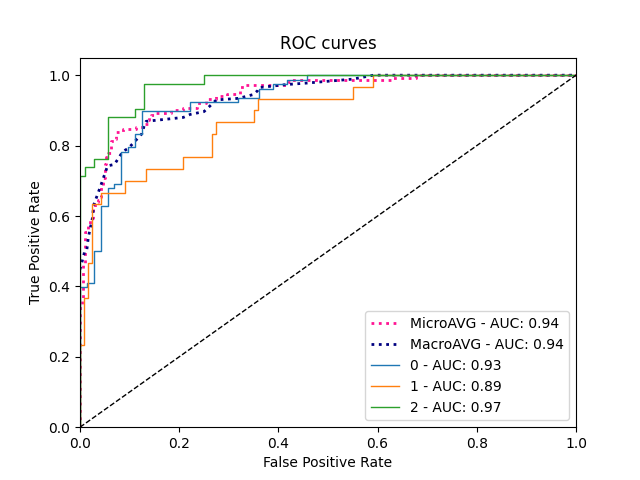 ROC curves
1.0
0.8
0.6
0.4
0.2
0.0
True Positive Rate
MicroAVG - AUC: 0.94
MacroAVG - AUC: 0.94
0 - AUC: 0.93
1 - AUC: 0.89
2 - AUC: 0.97
0.0 0.2 0.4 0.6 0.8 1.0
False Positive Rate